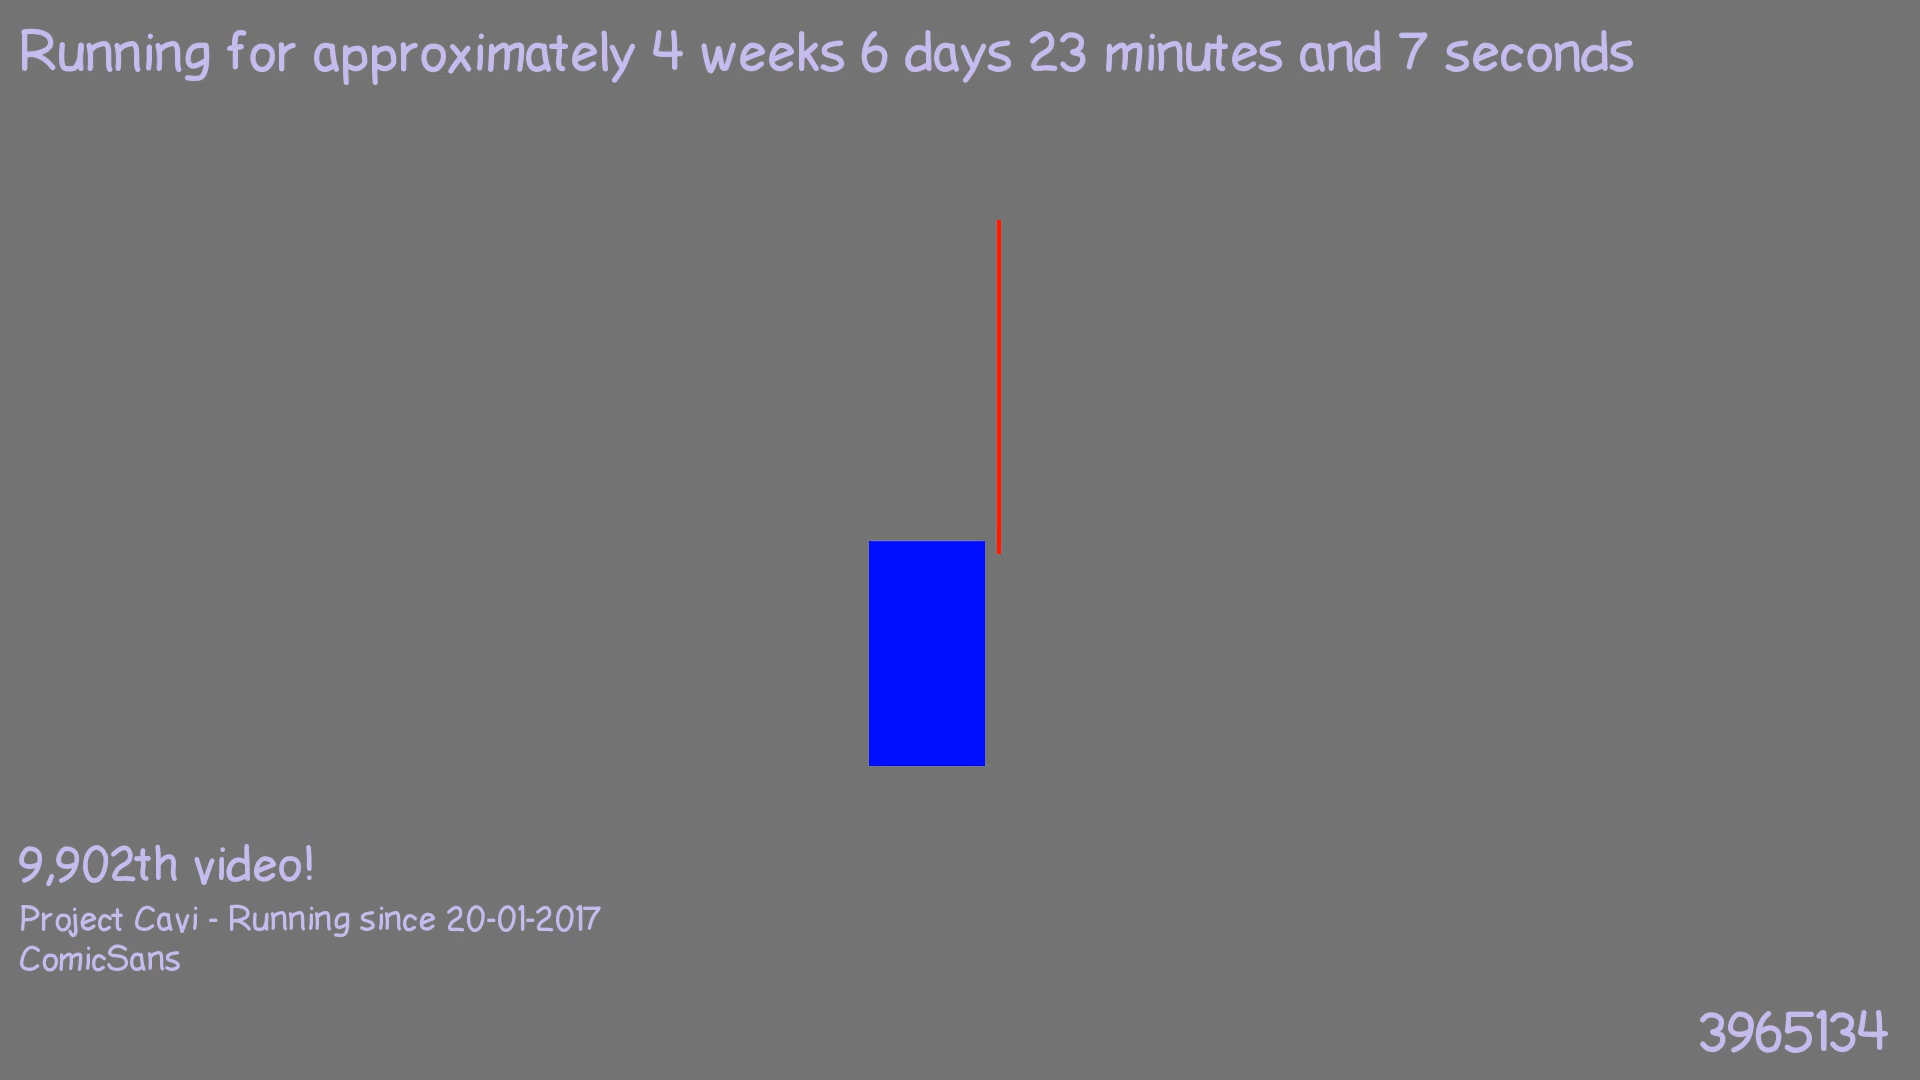 Running for approximately 4 weeks 6 days 23 minutes and 7 seconds
9,902th video!
Project Cavi - Running since 20-01-2017
ComicSans
3965134